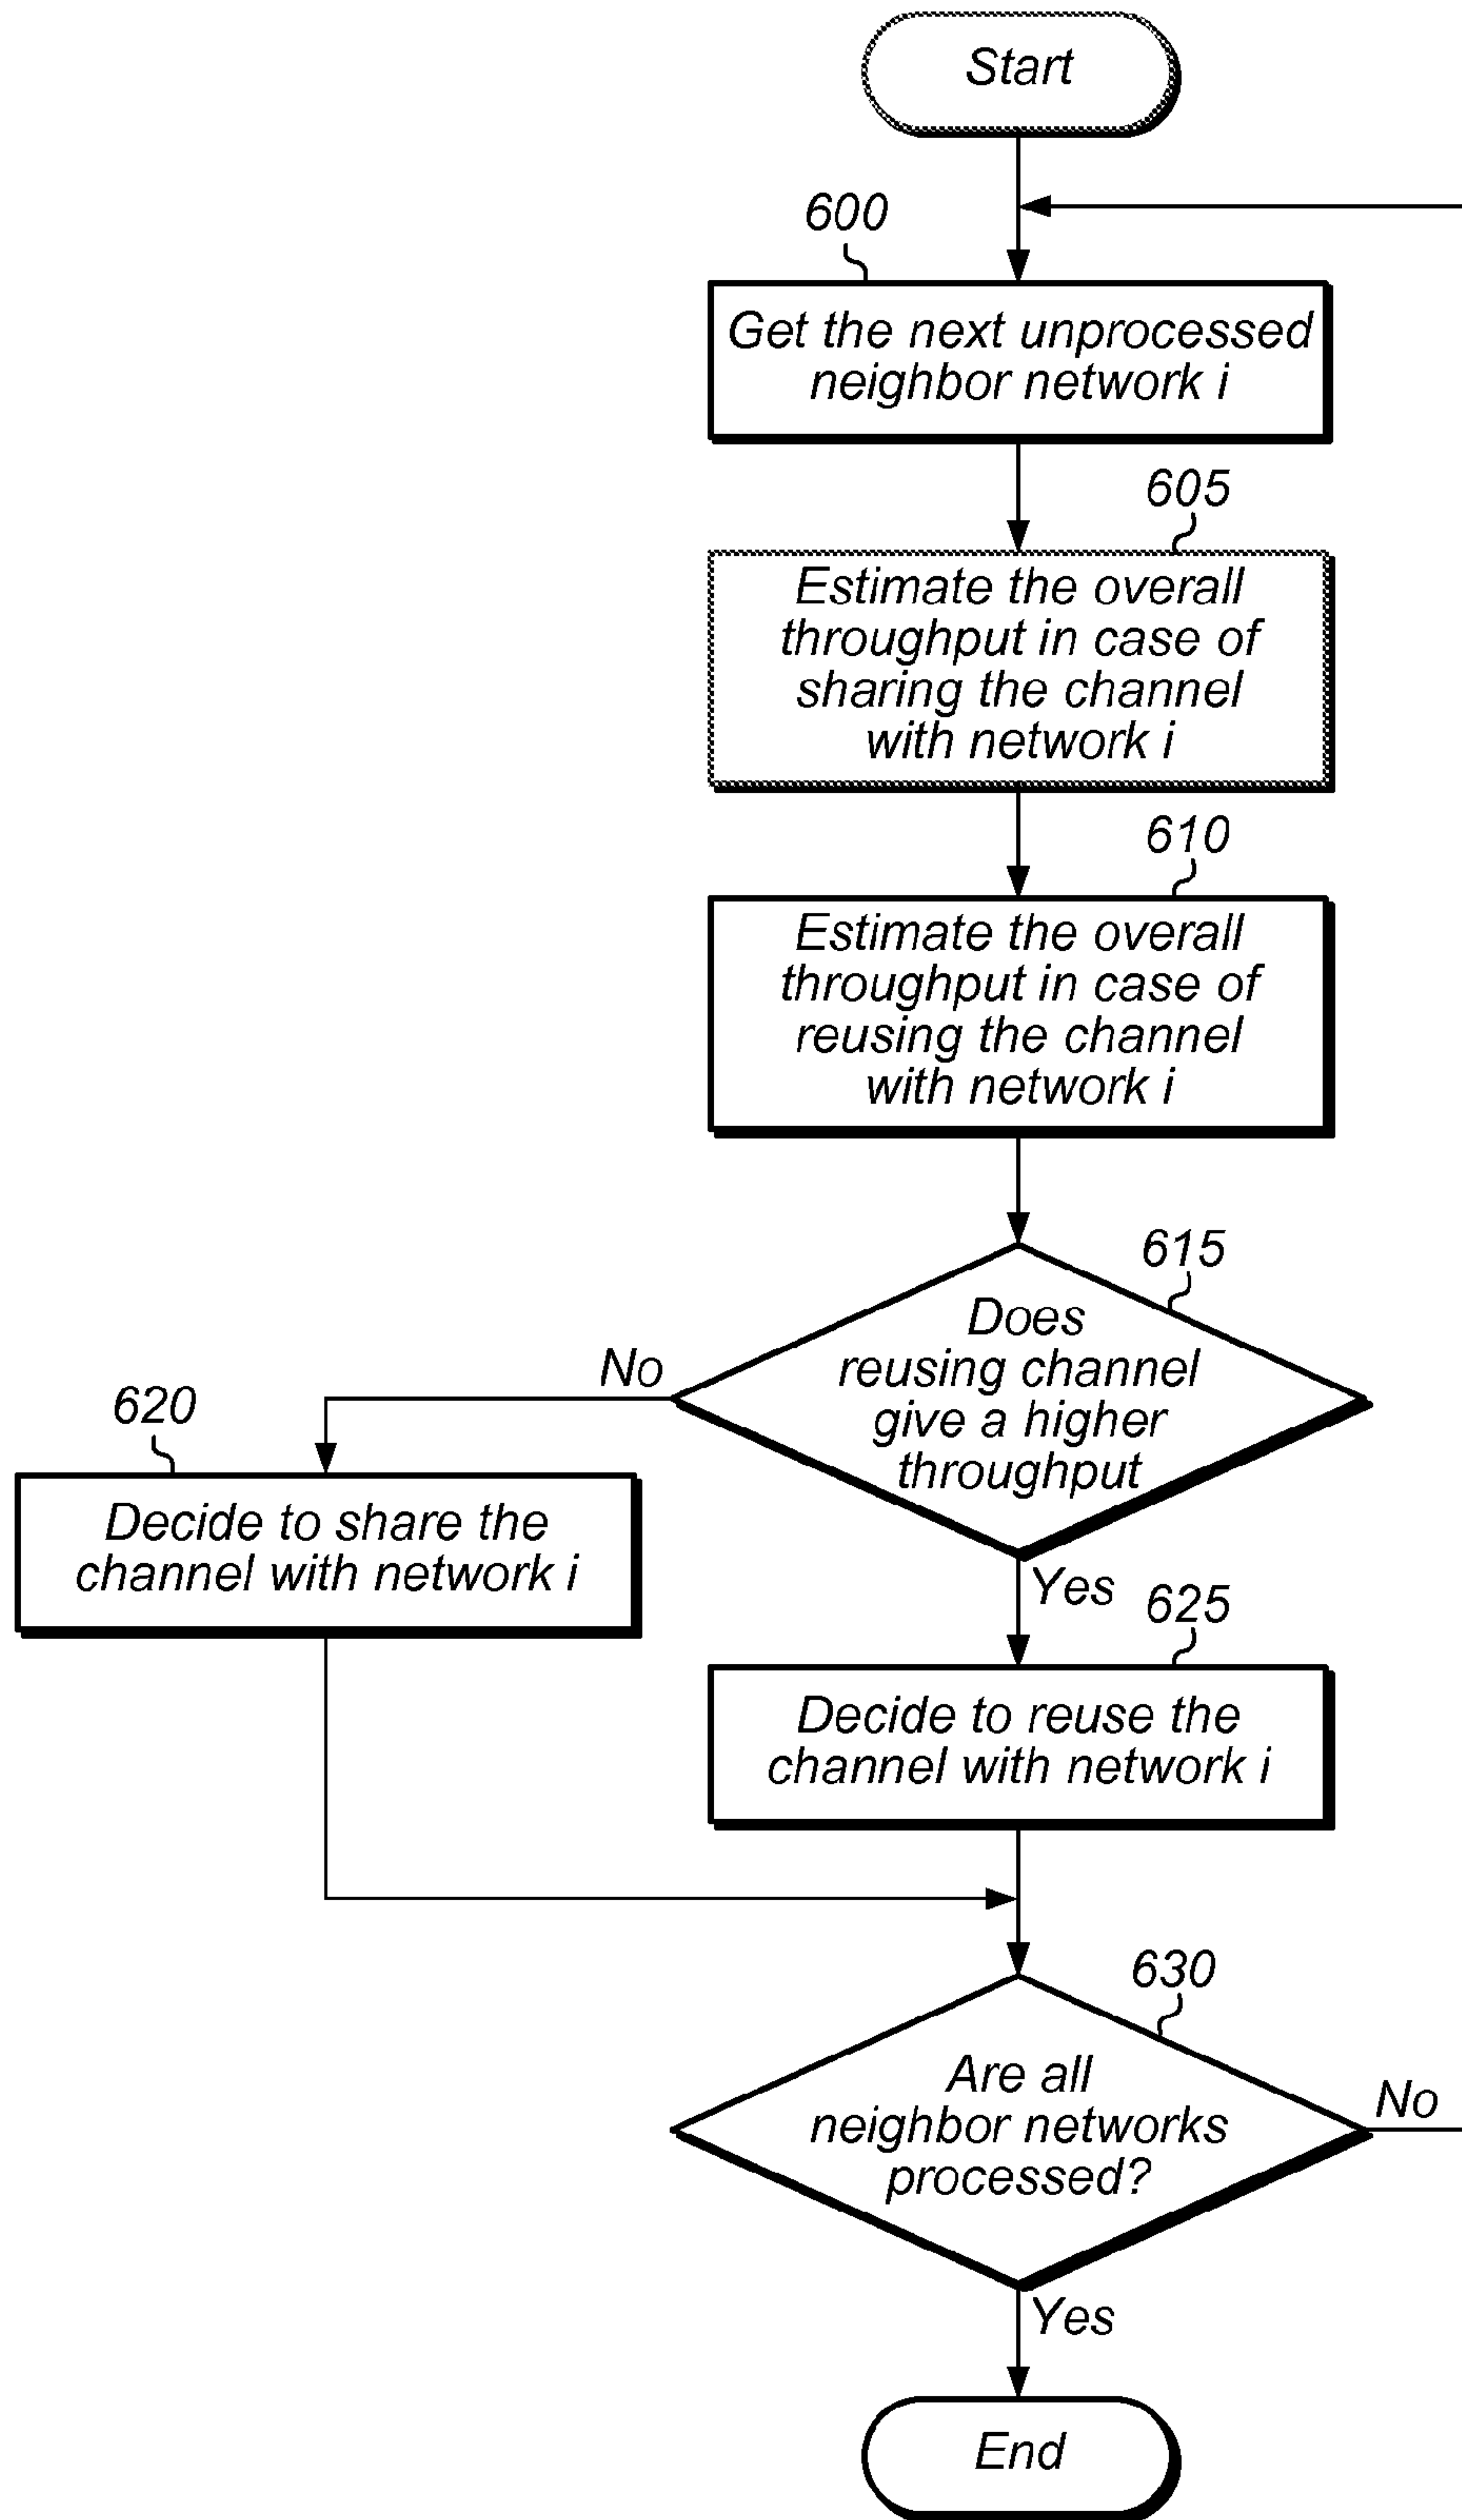 Start
600
Get the next unprocessed
neighbor network i
605
Estimate the overall
throughput in case of
sharing the channel
with network i
610
Estimate the overall
throughput in case of
reusing the channel
with network i
615
Does
reusing channel
give a higher
throughput
No
620
Decide to share the
channel with network i
Yes
625
Decide to reuse the
channel with network i
630
Are all
neighbor networks
processed?
No
Yes
End